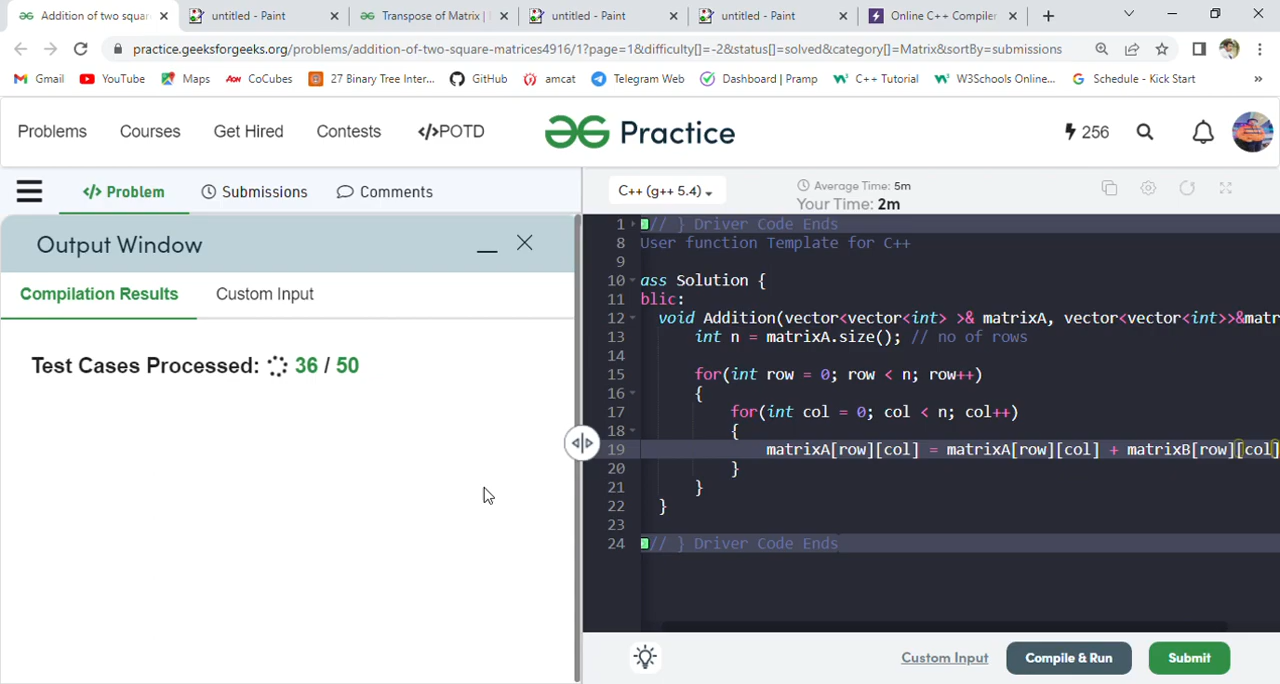 Addition of two squar
untitled - Paint
Transpose of Matrix |
untitled - Paint
untitled - Paint
Online C++ Compiler
practice.geeksforgeeks.org/problems/addition-of-two-square-matrices4916/1?page=1&difficulty[]=-2&status[]=solved&category[]=Matrix&sortBy=submissions
Gmail YouTube Maps CoCubes 27 Binary Tree Inter... GitHub amcat Telegram Web Dashboard | Pramp C++ Tutorial W3Schools Online... Schedule - Kick Start »
Problems Courses Get Hired Contests </>POTD Practice 256
</> Problem Submissions Comments
C++ (g++ 5.4)
Average Time: 5m
Your Time: 2m
Output Window
Compilation Results Custom Input
Test Cases Processed: 36 / 50
1 // } Driver Code Ends
8 User function Template for C++
9
10 ass Solution {
11 blic:
12 void Addition(vector<vector<int> >& matrixA, vector<vector<int>>&matr
13 int n = matrixA.size(); // no of rows
14
15 for(int row = 0; row < n; row++)
16 {
17 for(int col = 0; col < n; col++)
18 {
19 matrixA[row][col] = matrixA[row][col] + matrixB[row][col]
20 }
21 }
22 }
23
24 // } Driver Code Ends
Custom Input Compile & Run Submit